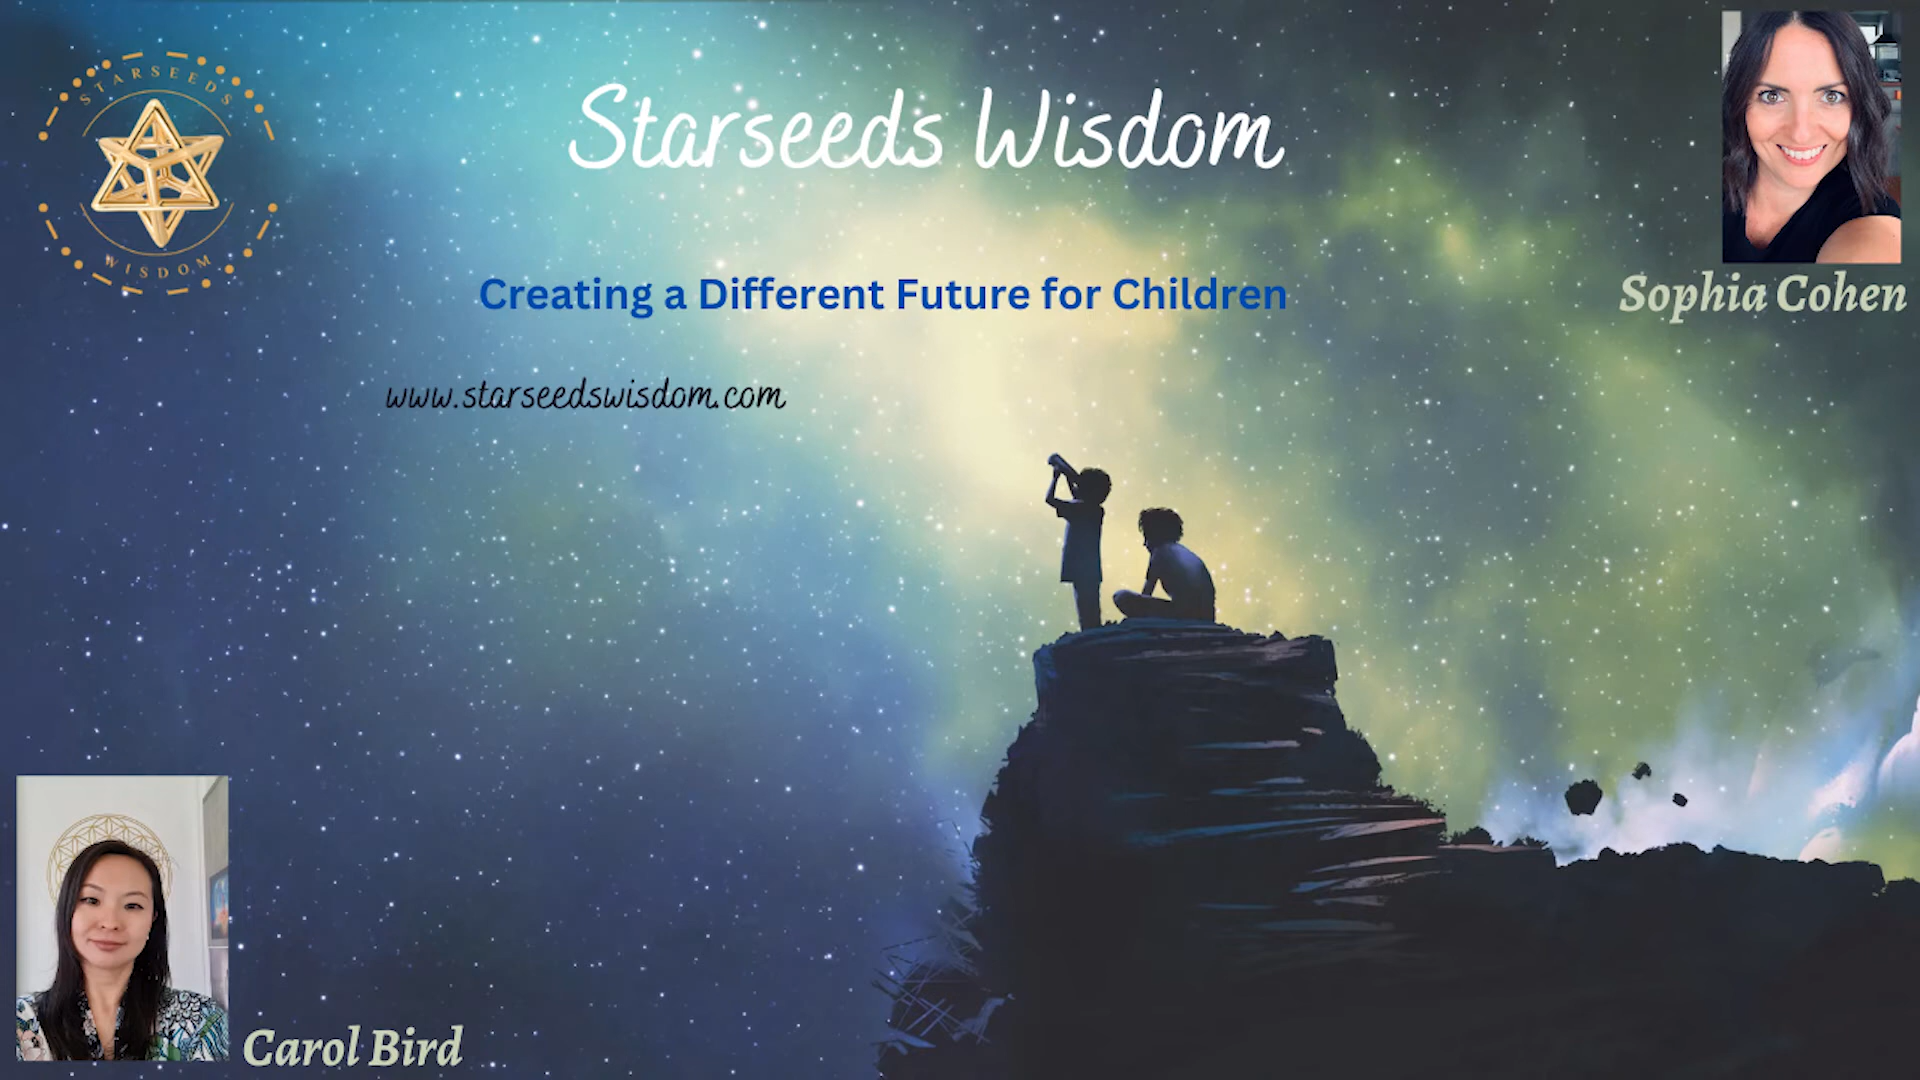 STARSEEDS
WISDOM
Starseeds Wisdom
Creating a Different Future for Children
www.starseedswisdom.com
Sophia Cohen
Carol Bird